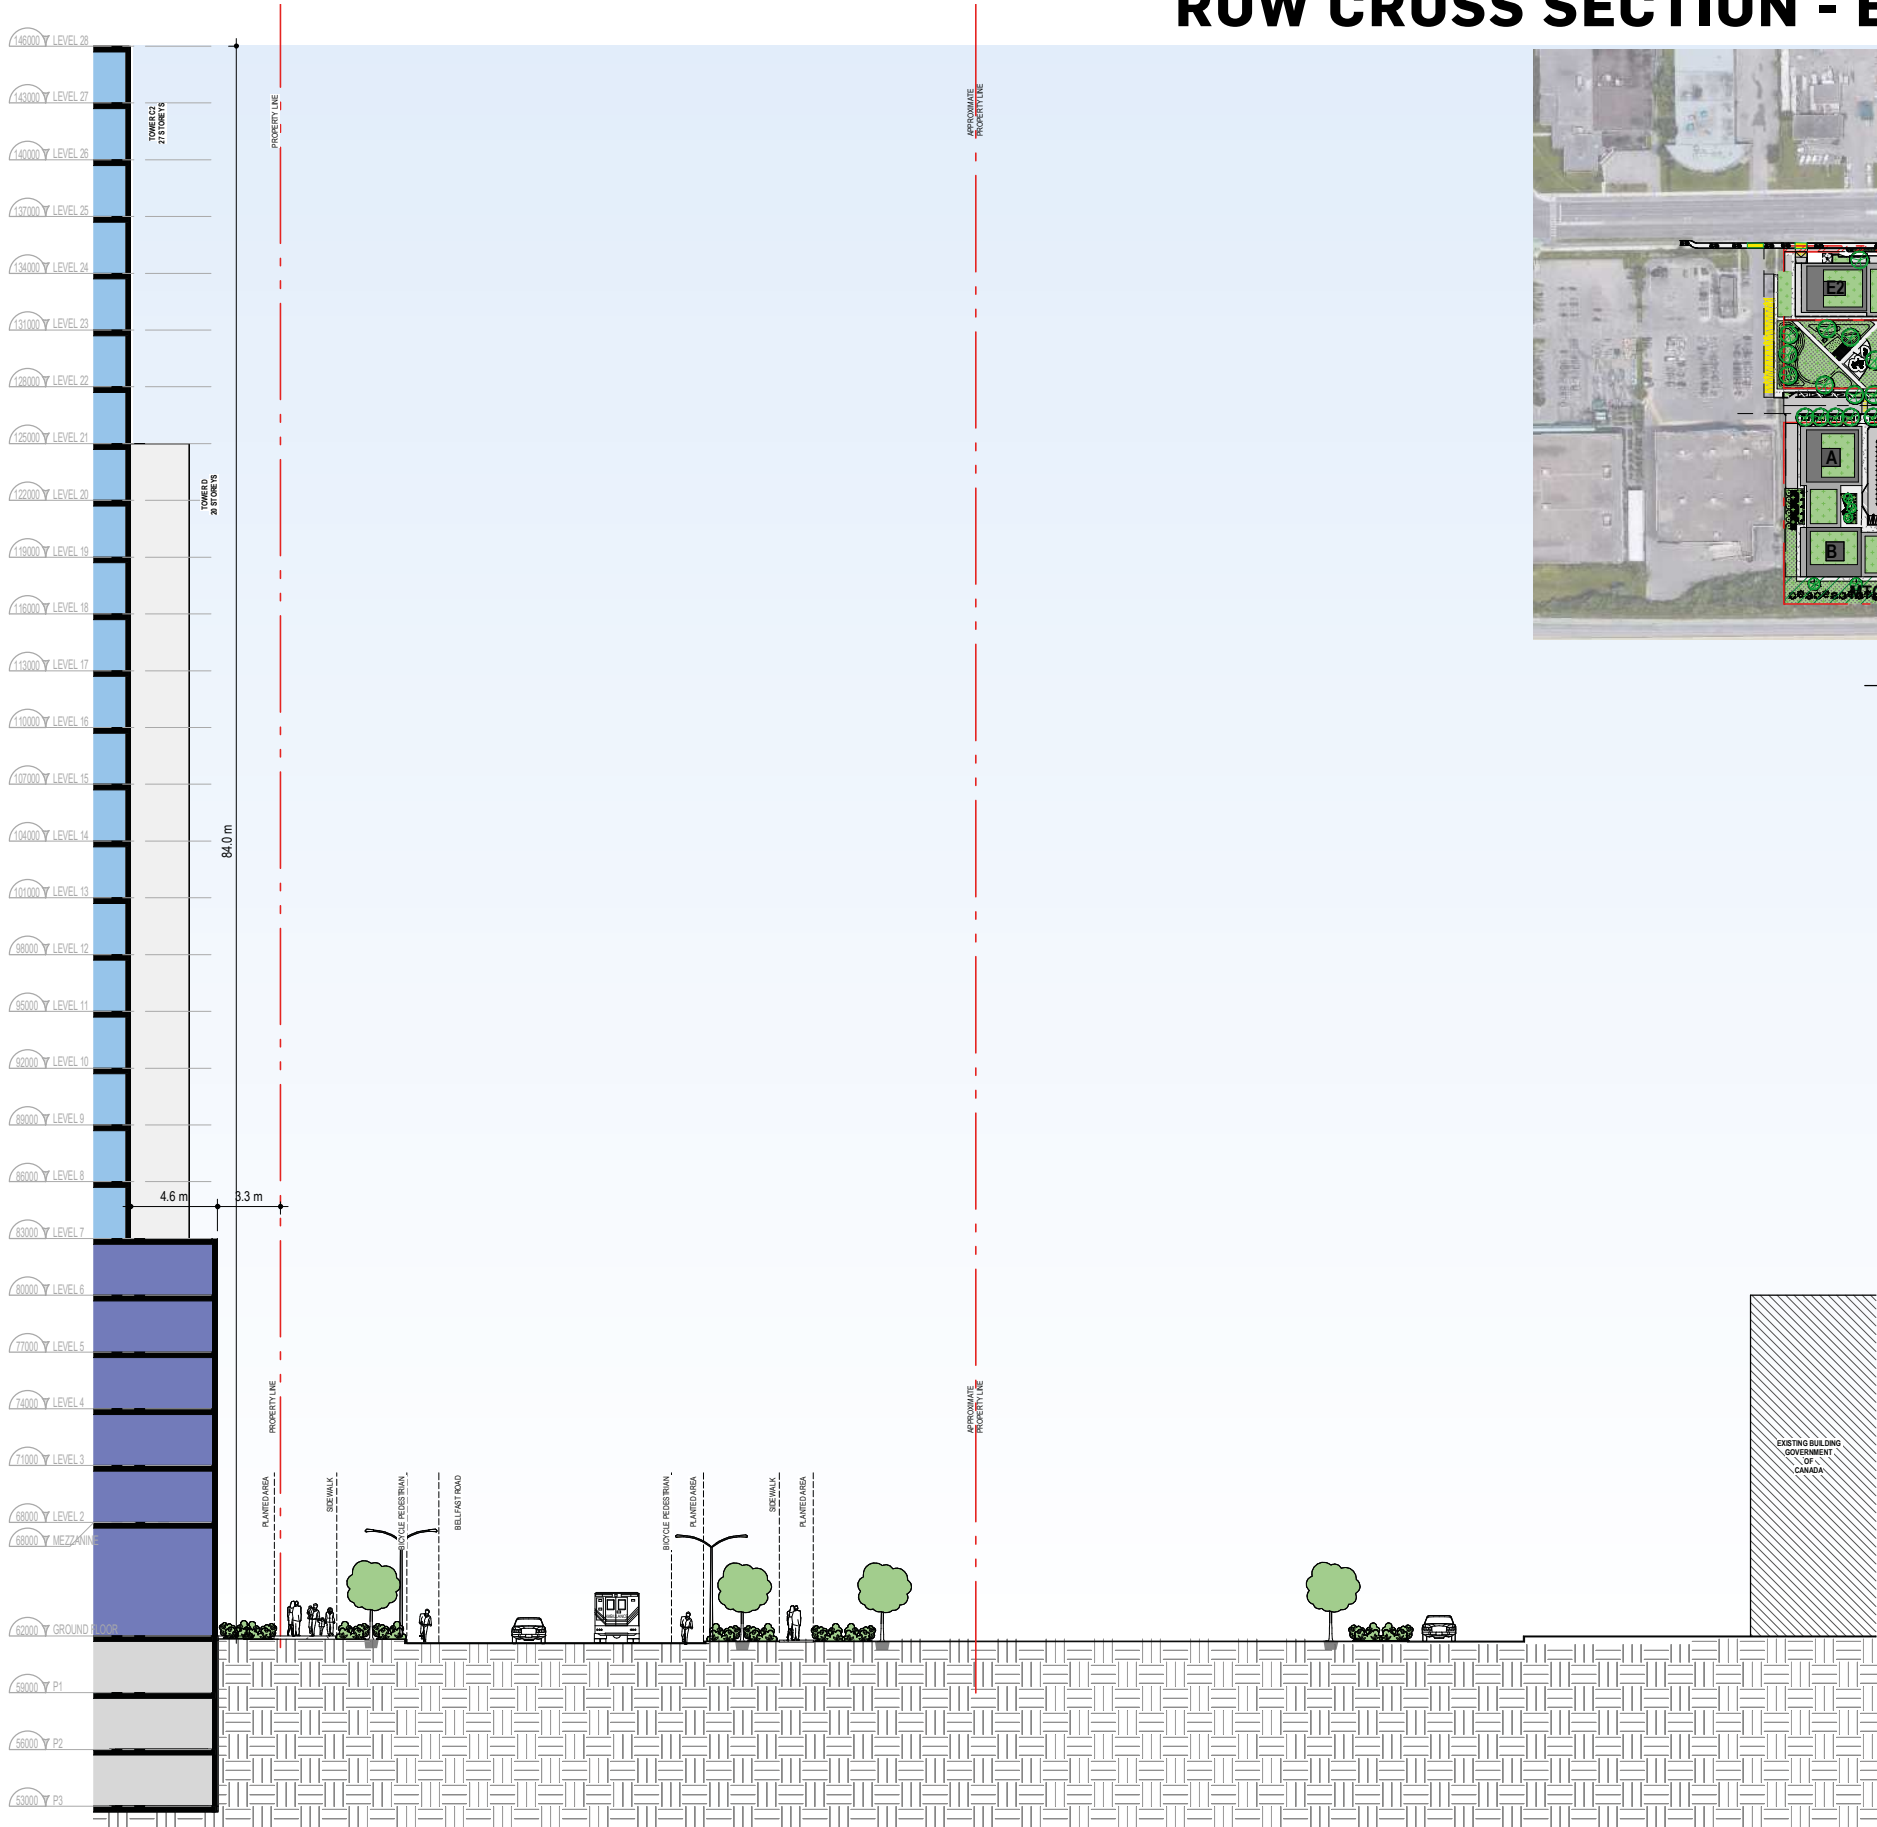 ROW CROSS SECTION - B
146000 LEVEL 28
143000 LEVEL 27
140000 LEVEL 26
137000 LEVEL 25
134000 LEVEL 24
131000 LEVEL 23
128000 LEVEL 22
125000 LEVEL 21
122000 LEVEL 20
119000 LEVEL 19
116000 LEVEL 18
113000 LEVEL 17
110000 LEVEL 16
107000 LEVEL 15
104000 LEVEL 14
101000 LEVEL 13
98000 LEVEL 12
95000 LEVEL 11
92000 LEVEL 10
89000 LEVEL 9
86000 LEVEL 8
83000 LEVEL 7
80000 LEVEL 6
77000 LEVEL 5
74000 LEVEL 4
71000 LEVEL 3
68000 LEVEL 2
68000 MEZZANINE
62000 GROUND FLOOR
59000 P1
56000 P2
53000 P3
TOWER C2
27 STOREYS
TOWER D
20 STOREYS
PROPERTY LINE
APPROXIMATE
PROPERTY LINE
E2
A
B
84.0 m
4.6 m
3.3 m
PROPERTY LINE
APPROXIMATE
PROPERTY LINE
PLANTED AREA
SIDEWALK
BICYCLE PEDESTRIAN
BELLFAST ROAD
BICYCLE PEDESTRIAN
PLANTED AREA
SIDEWALK
PLANTED AREA
EXISTING BUILDING
GOVERNMENT
OF
CANADA